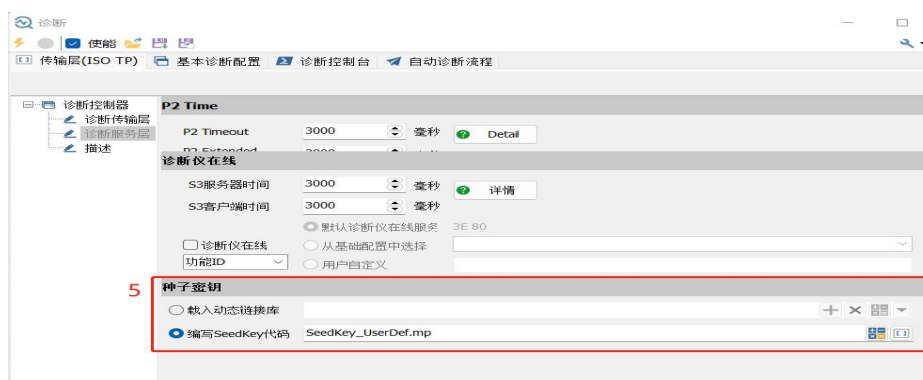 诊断
使能
传输层(ISO TP) 基本诊断配置 诊断控制台 自动诊断流程
诊断控制器
诊断传输层
诊断服务层
描述
P2 Time
P2 Timeout 3000 毫秒 Detail
P2 Extended
诊断仪在线
S3服务器时间 3000 毫秒 详情
S3客户端时间 3000 毫秒
默认诊断仪在线服务 3E 80
诊断仪在线 从基础配置中选择
功能ID 用户自定义
5
种子密钥
载入动态链接库
编写SeedKey代码 SeedKey_UserDef.mp